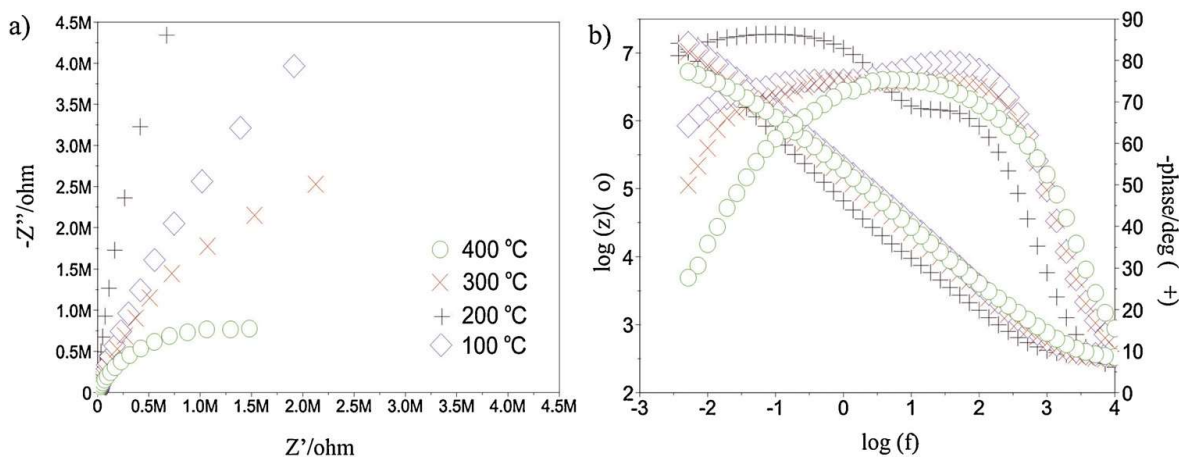 a)
4.5M
4.0M
3.5M
3.0M
2.5M
2.0M
1.5M
1.0M
0.5M
0
-Z''/ohm
400 °C
300 °C
200 °C
100 °C
0 0.5M 1.0M 1.5M 2.0M 2.5M 3.0M 3.5M 4.0M 4.5M
Z'/ohm
b)
7
6
5
4
3
2
log (z)( o)
90
80
70
60
50
40
30
20
10
0
-phase/deg ( +)
-3 -2 -1 0 1 2 3 4
log (f)